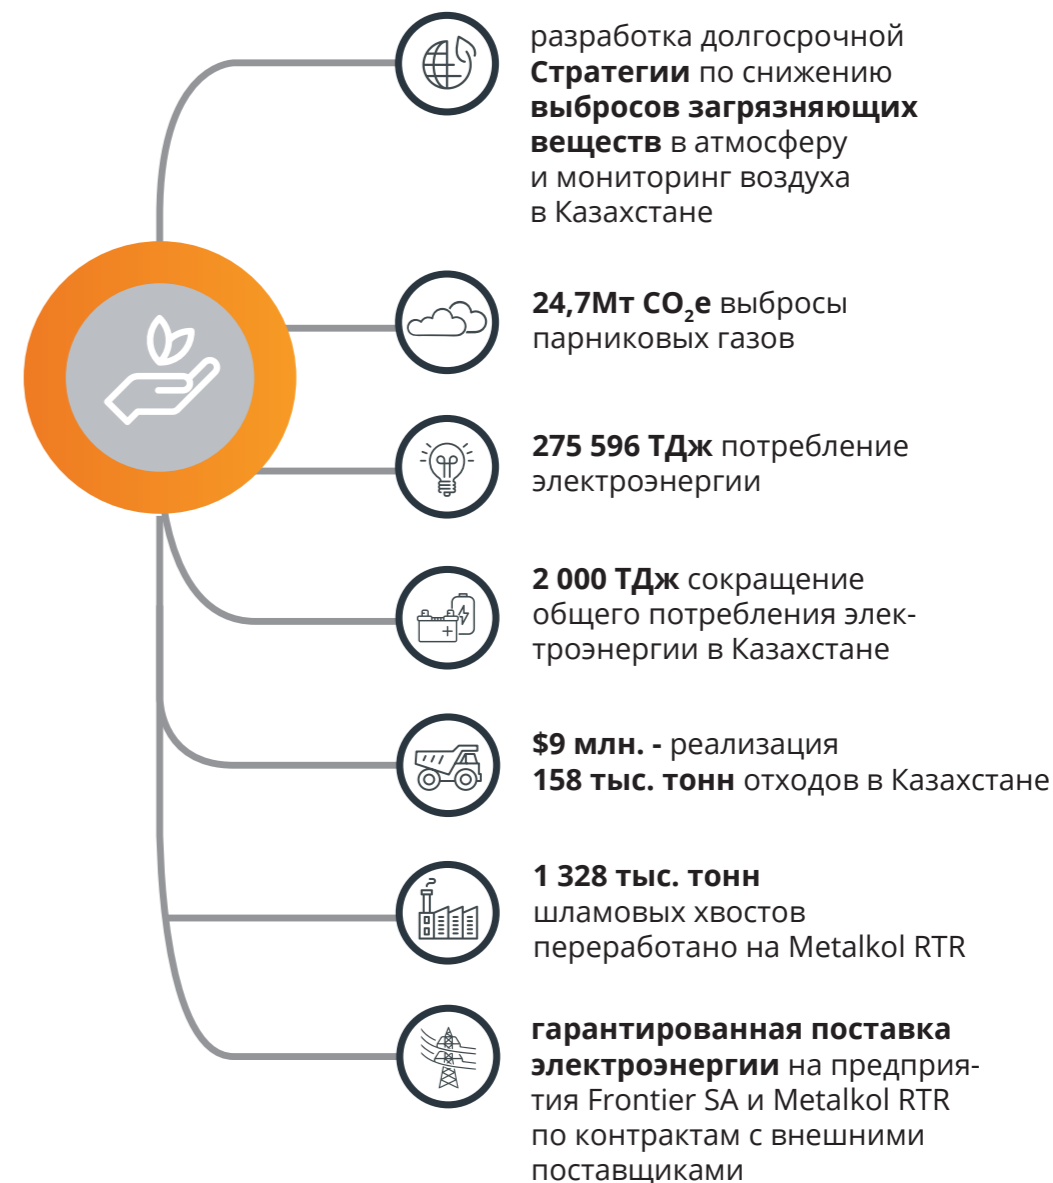 разработка долгосрочной
Стратегии по снижению
выбросов загрязняющих
веществ в атмосферу
и мониторинг воздуха
в Казахстане
24,7Мт CO₂e выбросы
парниковых газов
275 596 ТДж потребление
электроэнергии
2 000 ТДж сокращение
общего потребления элек-
троэнергии в Казахстане
$9 млн. - реализация
158 тыс. тонн отходов в Казахстане
1 328 тыс. тонн
шламовых хвостов
переработано на Metalkol RTR
гарантированная поставка
электроэнергии на предприя-
тия Frontier SA и Metalkol RTR
по контрактам с внешними
поставщиками